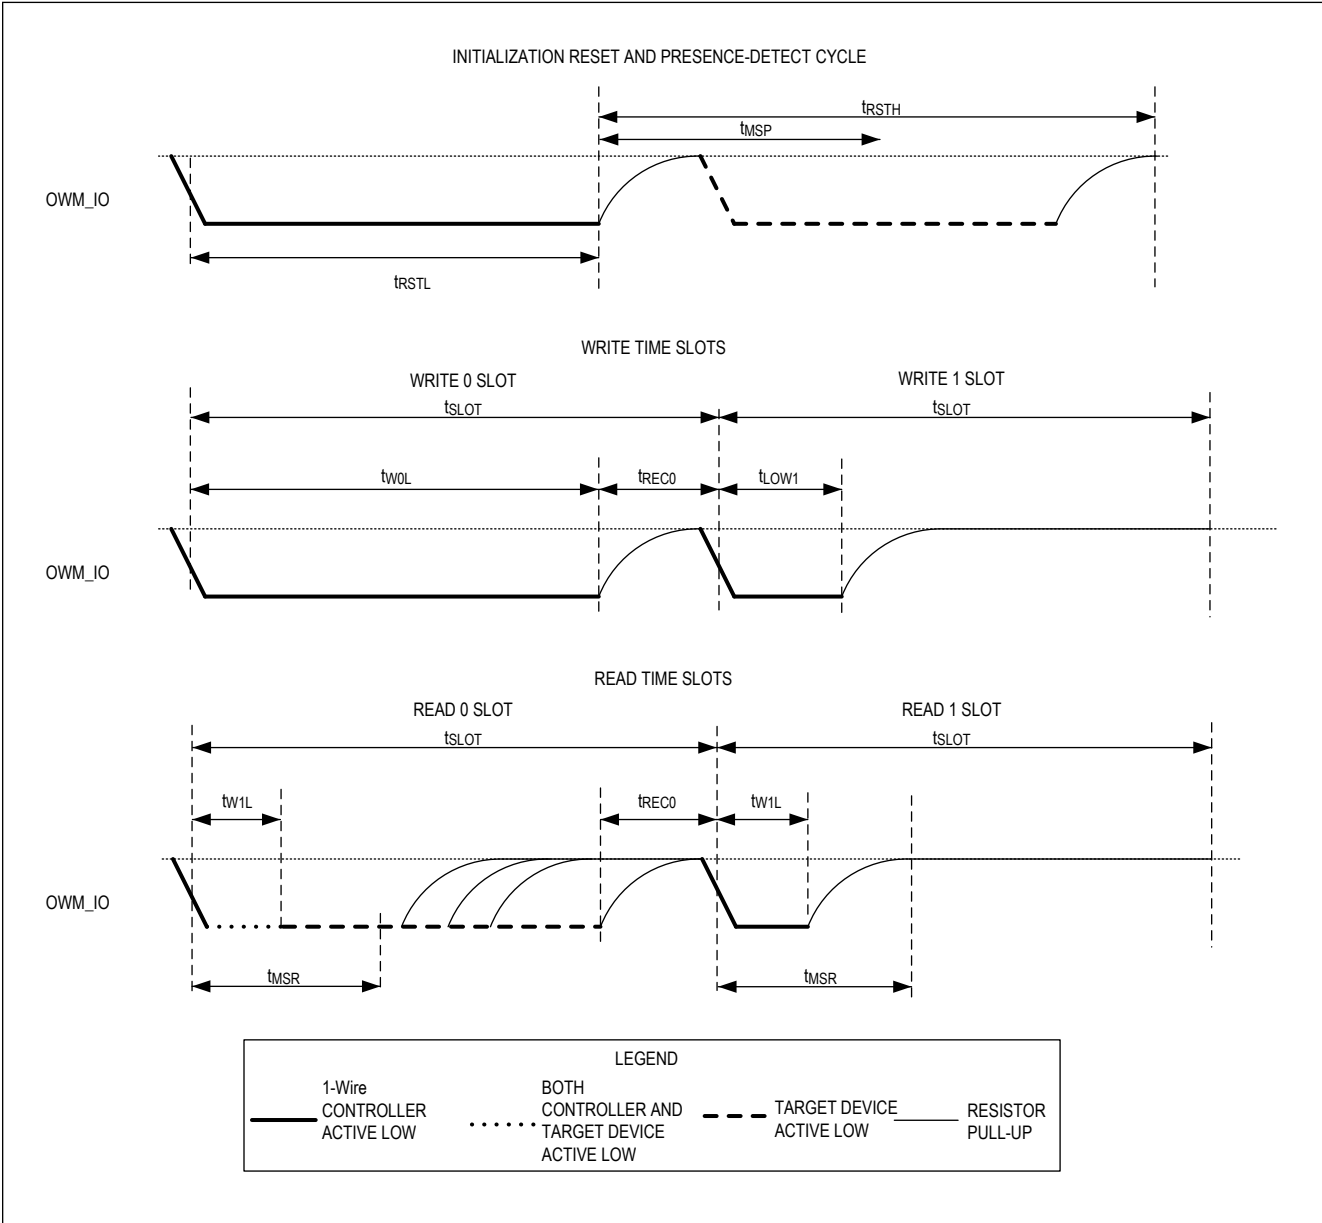 INITIALIZATION RESET AND PRESENCE-DETECT CYCLE
tRSTH
tMSP
OWM_IO
tRSTL
WRITE TIME SLOTS
WRITE 0 SLOT
WRITE 1 SLOT
tSLOT
tSLOT
tW0L
tREC0
tLOW1
OWM_IO
READ TIME SLOTS
READ 0 SLOT
READ 1 SLOT
tSLOT
tSLOT
tW1L
tREC0
tW1L
OWM_IO
tMSR
tMSR
LEGEND
1-Wire
CONTROLLER
ACTIVE LOW
BOTH
CONTROLLER AND
TARGET DEVICE
ACTIVE LOW
TARGET DEVICE
ACTIVE LOW
RESISTOR
PULL-UP